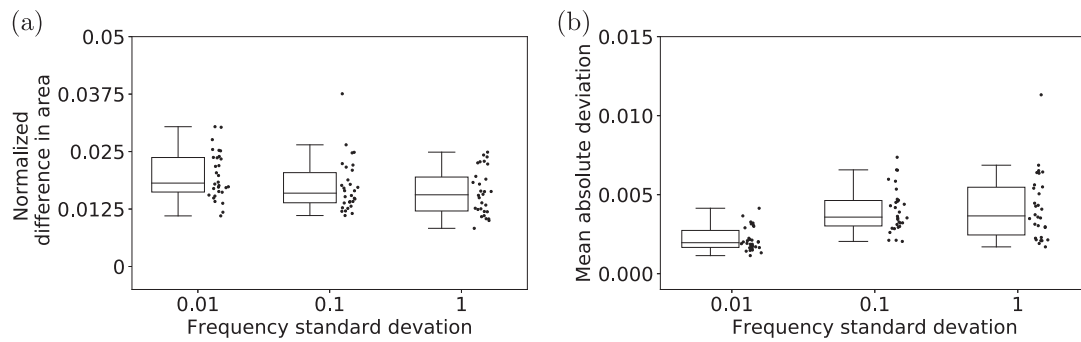 (a)
0.05
0.0375
0.025
0.0125
0
Normalized
difference in area
0.01
0.1
1
Frequency standard devation
(b)
0.015
0.010
0.005
0.000
Mean absolute deviation
0.01
0.1
1
Frequency standard devation